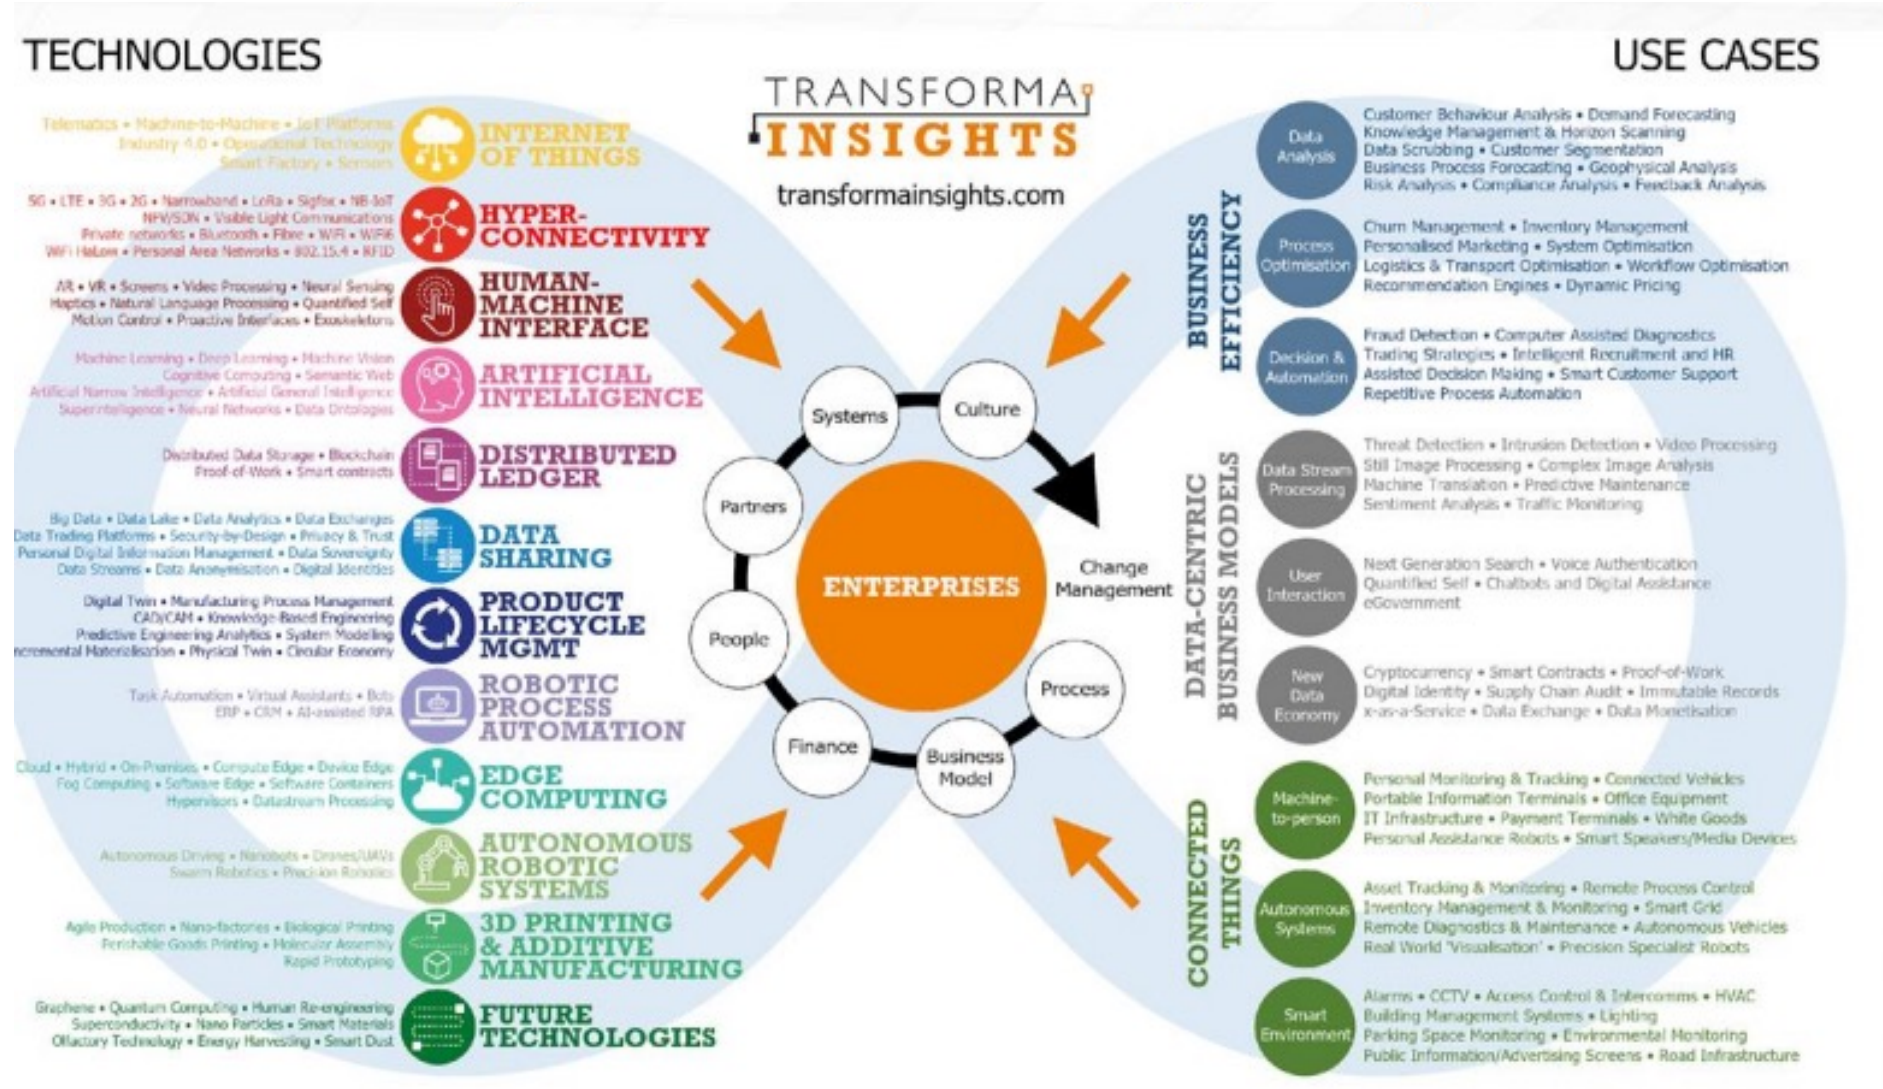 TECHNOLOGIES
Telematics • Machine-to-Machine • IoT Platforms
Industry 4.0 • Operational Technology
Smart Factory • Sensors
INTERNET
OF THINGS
5G • LTE • 3G • 2G • Narrowband • LoRa • Sigfox • NB-IoT
NFV/SDN • Visible Light Communications
Private networks • Bluetooth • Fibre • WiFi • WiFi6
WiFi HaLow • Personal Area Networks • 802.15.4 • RFID
HYPER-
CONNECTIVITY
AR • VR • Screens • Video Processing • Neural Sensing
Haptics • Natural Language Processing • Quantified Self
Motion Control • Proactive Interfaces • Exoskeletons
HUMAN-
MACHINE
INTERFACE
Machine Learning • Deep Learning • Machine Vision
Cognitive Computing • Semantic Web
Artificial Narrow Intelligence • Artificial General Intelligence
Superintelligence • Neural Networks • Data Ontologies
ARTIFICIAL
INTELLIGENCE
Distributed Data Storage • Blockchain
Proof-of-Work • Smart contracts
DISTRIBUTED
LEDGER
Big Data • Data Lake • Data Analytics • Data Exchanges
Data Trading Platforms • Security-by-Design • Privacy & Trust
Personal Digital Information Management • Data Sovereignty
Data Streams • Data Anonymisation • Digital Identities
DATA
SHARING
Digital Twin • Manufacturing Process Management
CAD/CAM • Knowledge-Based Engineering
Predictive Engineering Analytics • System Modelling
ncremental Materialisation • Physical Twin • Circular Economy
PRODUCT
LIFECYCLE
MGMT
Task Automation • Virtual Assistants • Bots
ERP • CRM • AI-assisted RPA
ROBOTIC
PROCESS
AUTOMATION
Cloud • Hybrid • On-Premises • Compute Edge • Device Edge
Fog Computing • Software Edge • Software Containers
Hypervisors • Datastream Processing
EDGE
COMPUTING
Autonomous Driving • Nanobots • Drones/UAVs
Swarm Robotics • Precision Robotics
AUTONOMOUS
ROBOTIC
SYSTEMS
Agile Production • Nano-factories • Biological Printing
Perishable Goods Printing • Molecular Assembly
Rapid Prototyping
3D PRINTING
& ADDITIVE
MANUFACTURING
Graphene • Quantum Computing • Human Re-engineering
Superconductivity • Nano Particles • Smart Materials
Olfactory Technology • Energy Harvesting • Smart Dust
FUTURE
TECHNOLOGIES
TRANSFORMA
INSIGHTS
transformainsights.com
Systems
Culture
Partners
People
Finance
Business
Model
Process
ENTERPRISES
Change
Management
USE CASES
BUSINESS
EFFICIENCY
Data
Analysis
Customer Behaviour Analysis • Demand Forecasting
Knowledge Management & Horizon Scanning
Data Scrubbing • Customer Segmentation
Business Process Forecasting • Geophysical Analysis
Risk Analysis • Compliance Analysis • Feedback Analysis
Process
Optimisation
Churn Management • Inventory Management
Personalised Marketing • System Optimisation
Logistics & Transport Optimisation • Workflow Optimisation
Recommendation Engines • Dynamic Pricing
Decision &
Automation
Fraud Detection • Computer Assisted Diagnostics
Trading Strategies • Intelligent Recruitment and HR
Assisted Decision Making • Smart Customer Support
Repetitive Process Automation
DATA-CENTRIC
BUSINESS MODELS
Data Stream
Processing
Threat Detection • Intrusion Detection • Video Processing
Still Image Processing • Complex Image Analysis
Machine Translation • Predictive Maintenance
Sentiment Analysis • Traffic Monitoring
User
Interaction
Next Generation Search • Voice Authentication
Quantified Self • Chatbots and Digital Assistance
eGovernment
New
Data
Economy
Cryptocurrency • Smart Contracts • Proof-of-Work
Digital Identity • Supply Chain Audit • Immutable Records
x-as-a-Service • Data Exchange • Data Monetisation
CONNECTED
THINGS
Machine-
to-person
Personal Monitoring & Tracking • Connected Vehicles
Portable Information Terminals • Office Equipment
IT Infrastructure • Payment Terminals • White Goods
Personal Assistance Robots • Smart Speakers/Media Devices
Autonomous
Systems
Asset Tracking & Monitoring • Remote Process Control
Inventory Management & Monitoring • Smart Grid
Remote Diagnostics & Maintenance • Autonomous Vehicles
Real World 'Visualisation' • Precision Specialist Robots
Smart
Environment
Alarms • CCTV • Access Control & Intercomms • HVAC
Building Management Systems • Lighting
Parking Space Monitoring • Environmental Monitoring
Public Information/Advertising Screens • Road Infrastructure